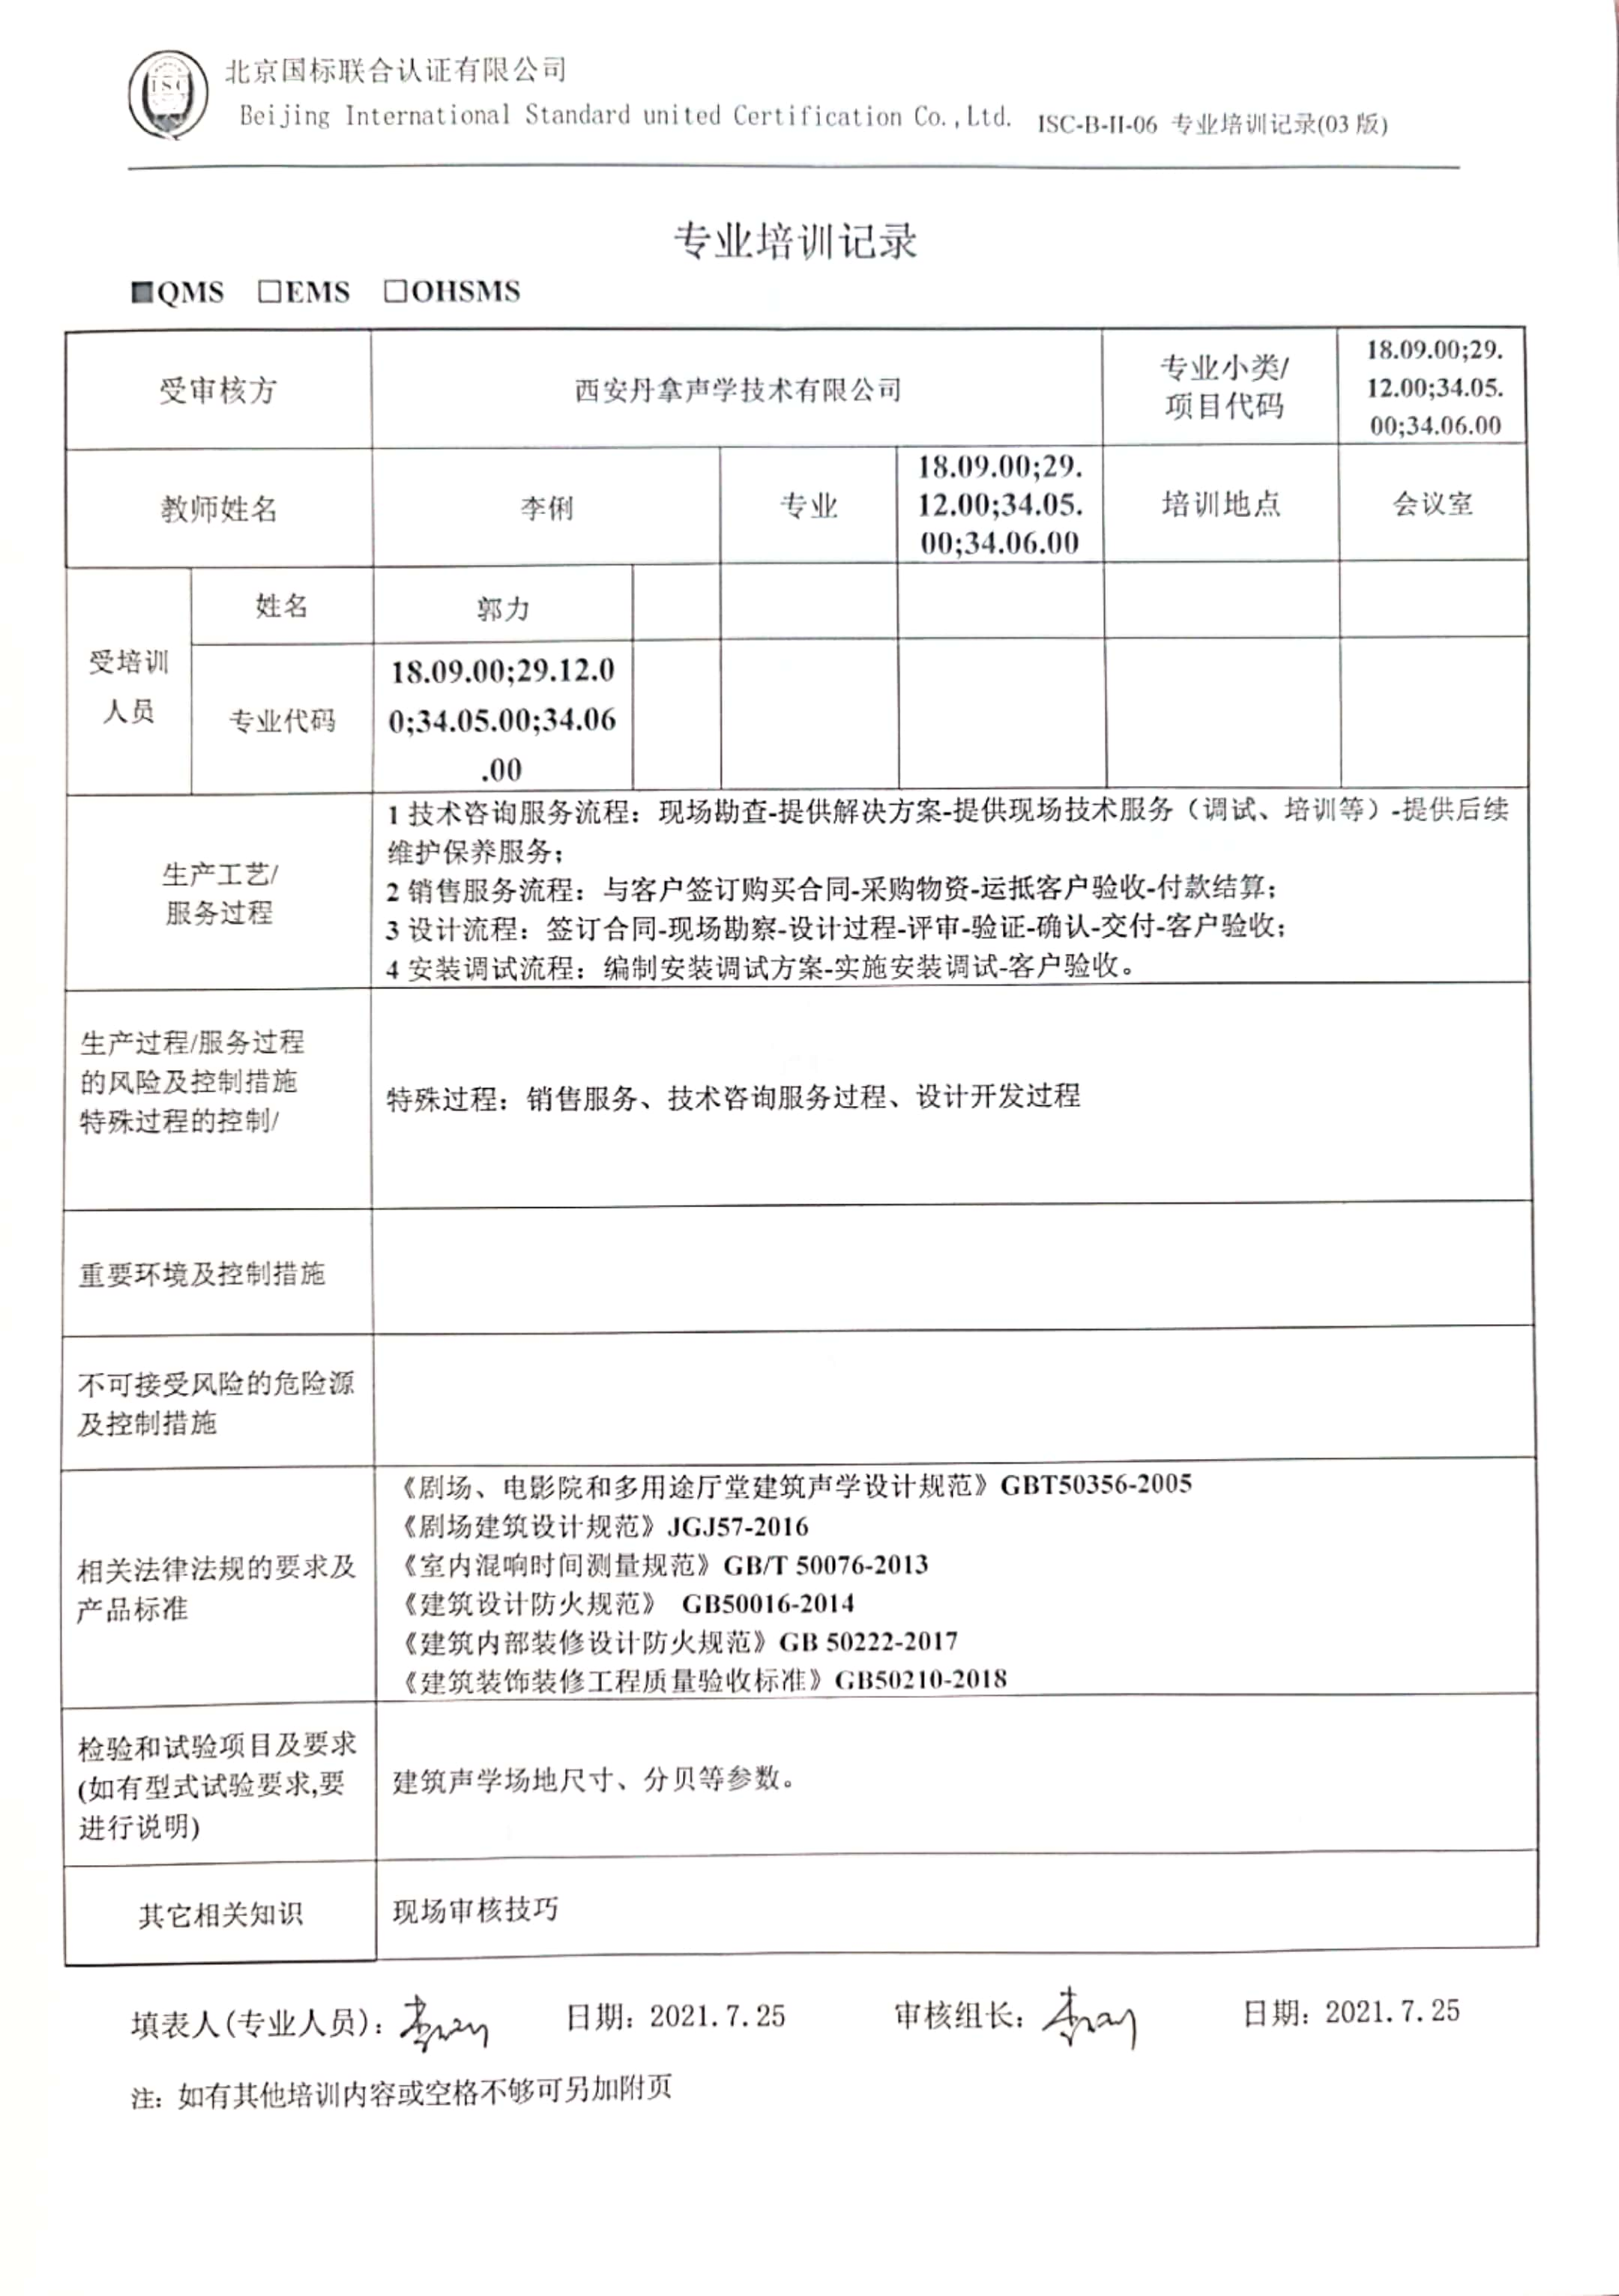 ISC
北京国标联合认证有限公司
Beijing International Standard united Certification Co.,Ltd. ISC-B-II-06 专业培训记录(03版)
专业培训记录
■QMS □EMS □OHSMS
受审核方
西安丹拿声学技术有限公司
专业小类/
项目代码
18.09.00;29.
12.00;34.05.
00;34.06.00
教师姓名
李俐
专业
18.09.00;29.
12.00;34.05.
00;34.06.00
培训地点
会议室
受培训
人员
姓名
郭力
专业代码
18.09.00;29.12.0
0;34.05.00;34.06
.00
生产工艺/
服务过程
1 技术咨询服务流程：现场勘查-提供解决方案-提供现场技术服务（调试、培训等）-提供后续
维护保养服务；
2 销售服务流程：与客户签订购买合同-采购物资-运抵客户验收-付款结算；
3 设计流程：签订合同-现场勘察-设计过程-评审-验证-确认-交付-客户验收；
4 安装调试流程：编制安装调试方案-实施安装调试-客户验收。
生产过程/服务过程
的风险及控制措施
特殊过程的控制/
特殊过程：销售服务、技术咨询服务过程、设计开发过程
重要环境及控制措施
不可接受风险的危险源
及控制措施
相关法律法规的要求及
产品标准
《剧场、电影院和多用途厅堂建筑声学设计规范》GBT50356-2005
《剧场建筑设计规范》JGJ57-2016
《室内混响时间测量规范》GB/T 50076-2013
《建筑设计防火规范》 GB50016-2014
《建筑内部装修设计防火规范》GB 50222-2017
《建筑装饰装修工程质量验收标准》GB50210-2018
检验和试验项目及要求
(如有型式试验要求,要
进行说明)
建筑声学场地尺寸、分贝等参数。
其它相关知识
现场审核技巧
填表人(专业人员)：李俐 日期：2021.7.25 审核组长：李俐 日期：2021.7.25
注：如有其他培训内容或空格不够可另加附页